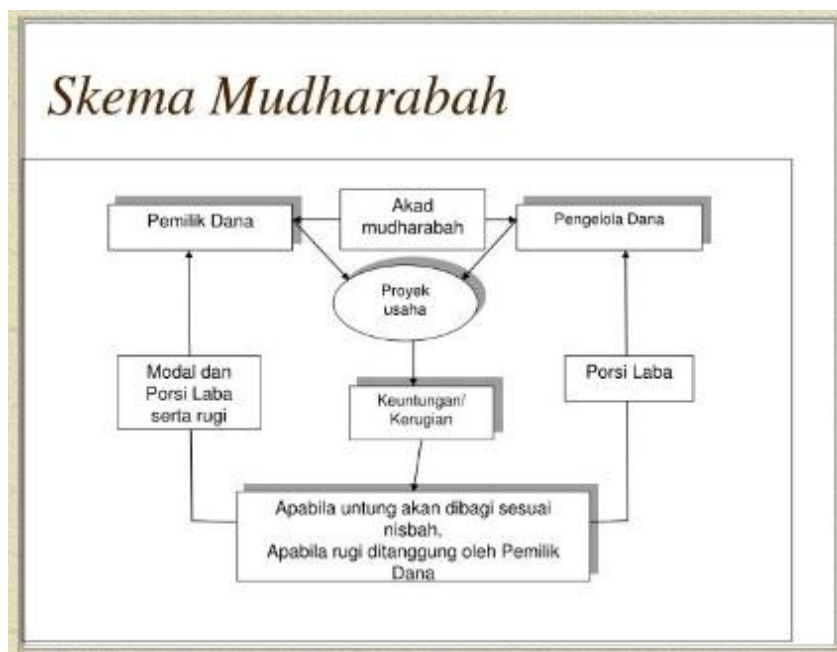 Skema Mudharabah
Pemilik Dana
Akad
mudharabah
Pengelola Dana
Proyek
usaha
Modal dan
Porsi Laba
serta rugi
Keuntungan/
Kerugian
Porsi Laba
Apabila untung akan dibagi sesuai
nisbah,
Apabila rugi ditanggung oleh Pemilik
Dana